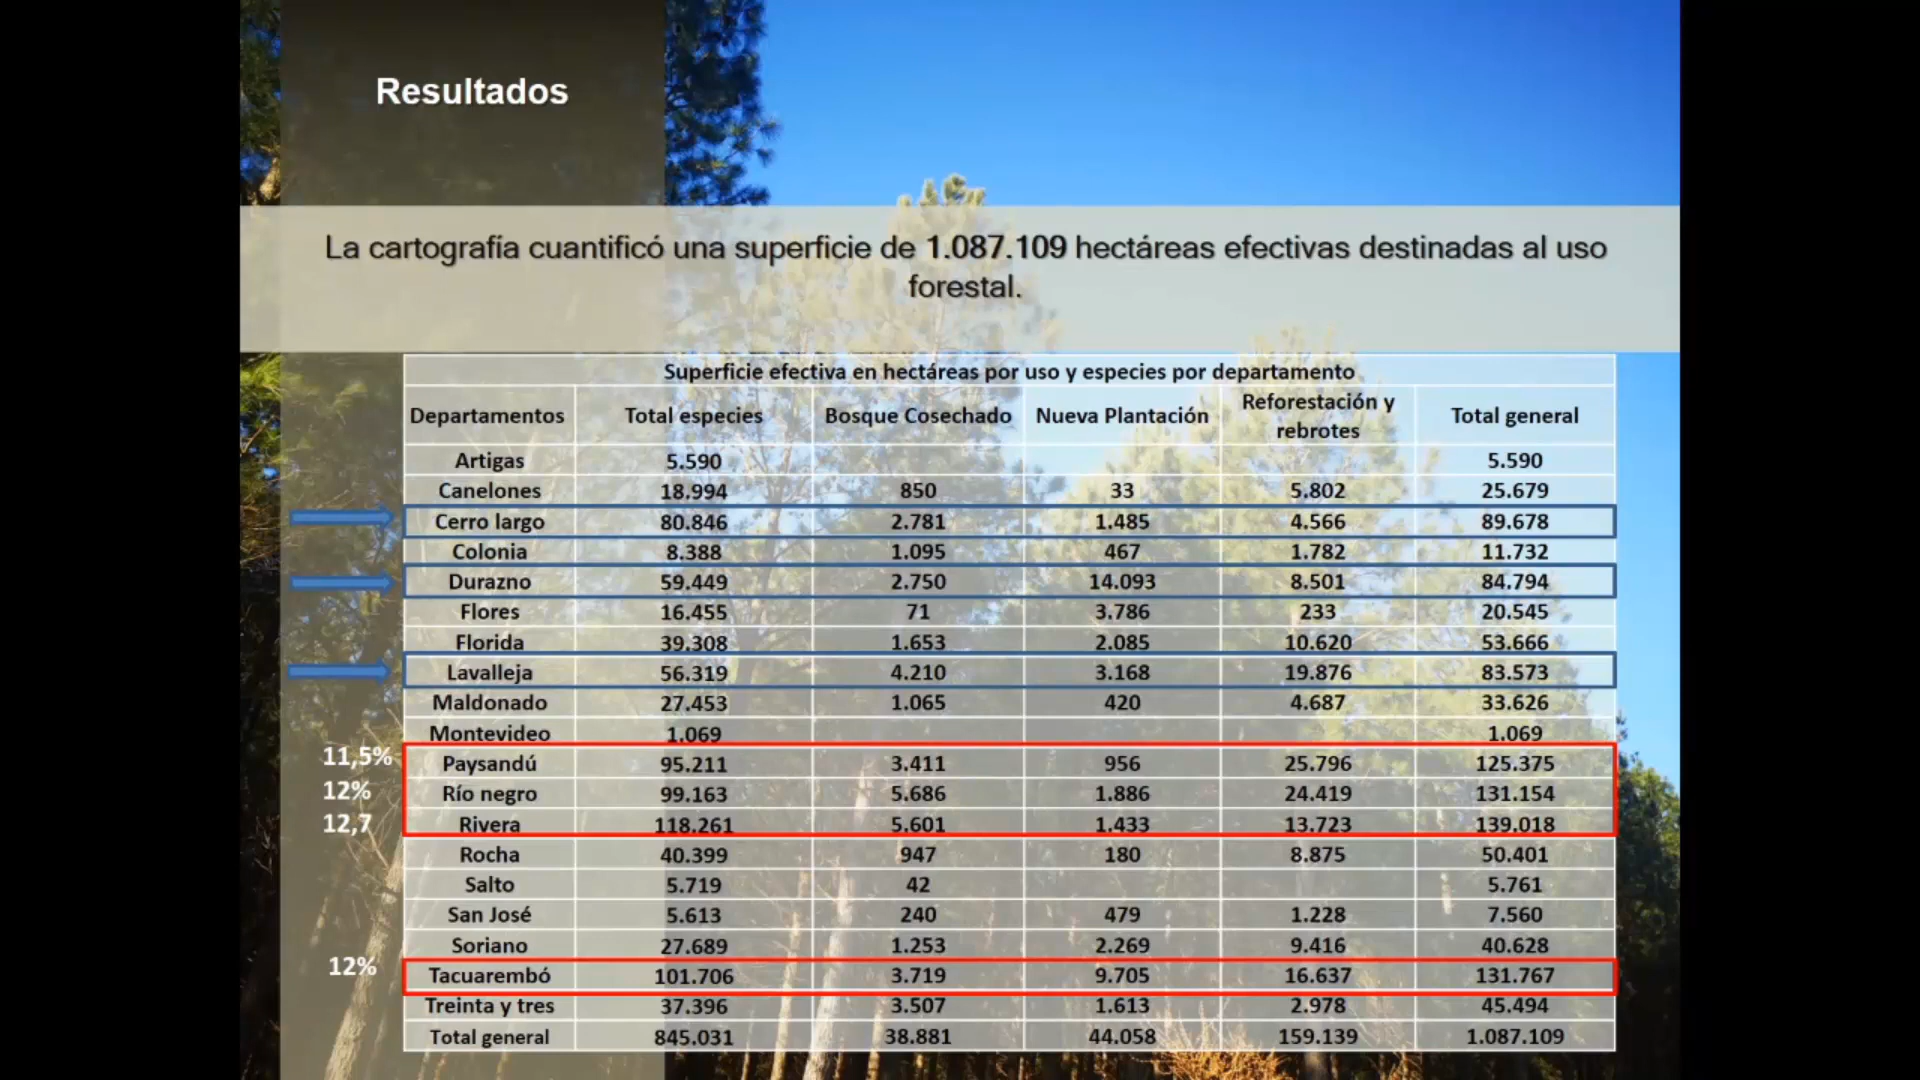 Resultados
La cartografía cuantificó una superficie de 1.087.109 hectáreas efectivas destinadas al uso
forestal.
Superficie efectiva en hectáreas por uso y especies por departamento
Departamentos Total especies Bosque Cosechado Nueva Plantación Reforestación y rebrotes Total general
Artigas 5.590 5.590
Canelones 18.994 850 33 5.802 25.679
Cerro largo 80.846 2.781 1.485 4.566 89.678
Colonia 8.388 1.095 467 1.782 11.732
Durazno 59.449 2.750 14.093 8.501 84.794
Flores 16.455 71 3.786 233 20.545
Florida 39.308 1.653 2.085 10.620 53.666
Lavalleja 56.319 4.210 3.168 19.876 83.573
Maldonado 27.453 1.065 420 4.687 33.626
Montevideo 1.069 1.069
11,5% Paysandú 95.211 3.411 956 25.796 125.375
12% Río negro 99.163 5.686 1.886 24.419 131.154
12,7 Rivera 118.261 5.601 1.433 13.723 139.018
Rocha 40.399 947 180 8.875 50.401
Salto 5.719 42 5.761
San José 5.613 240 479 1.228 7.560
Soriano 27.689 1.253 2.269 9.416 40.628
12% Tacuarembó 101.706 3.719 9.705 16.637 131.767
Treinta y tres 37.396 3.507 1.613 2.978 45.494
Total general 845.031 38.881 44.058 159.139 1.087.109